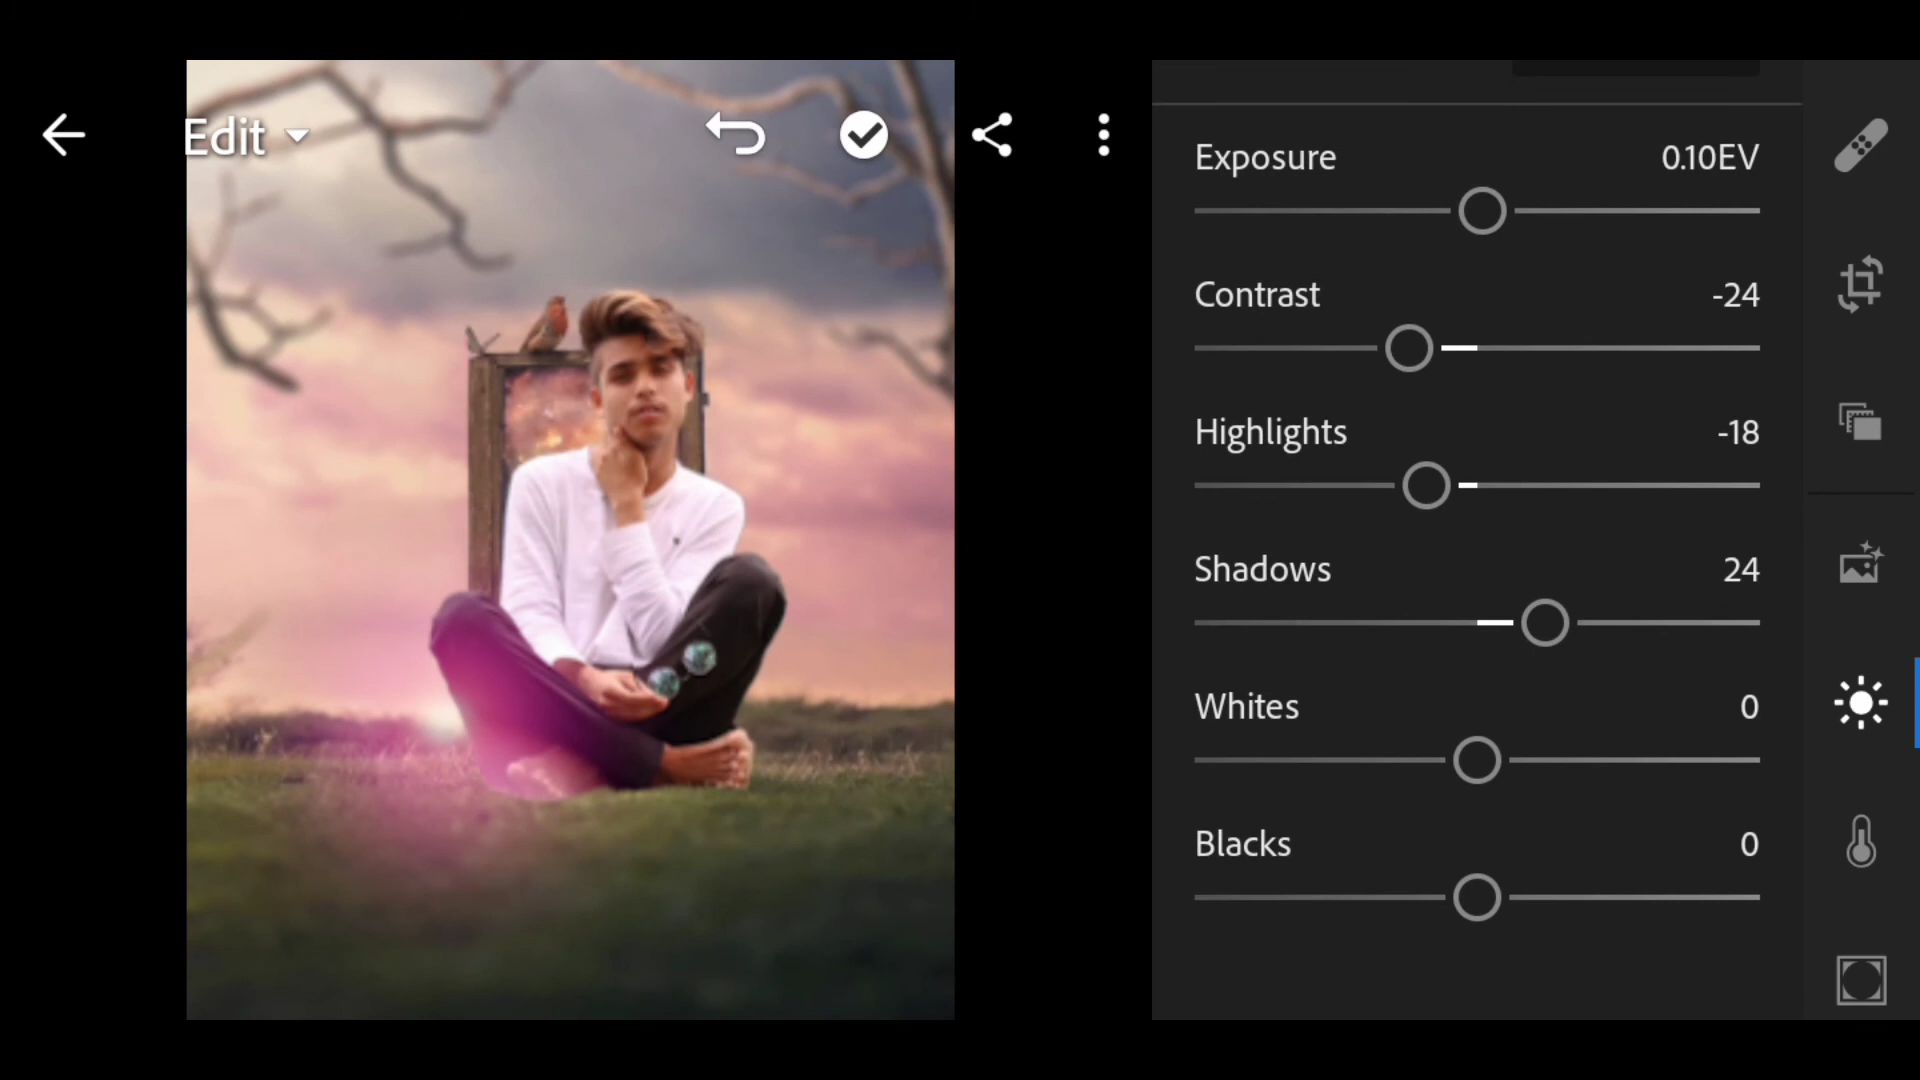 Edit
Exposure 0.10EV
Contrast -24
Highlights -18
Shadows 24
Whites 0
Blacks 0